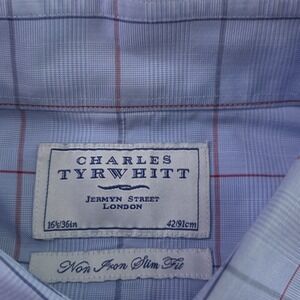 CHARLES
TYRWHITT
JERMYN STREET
LONDON
16½/36in 42/91cm
Non Iron Slim Fit